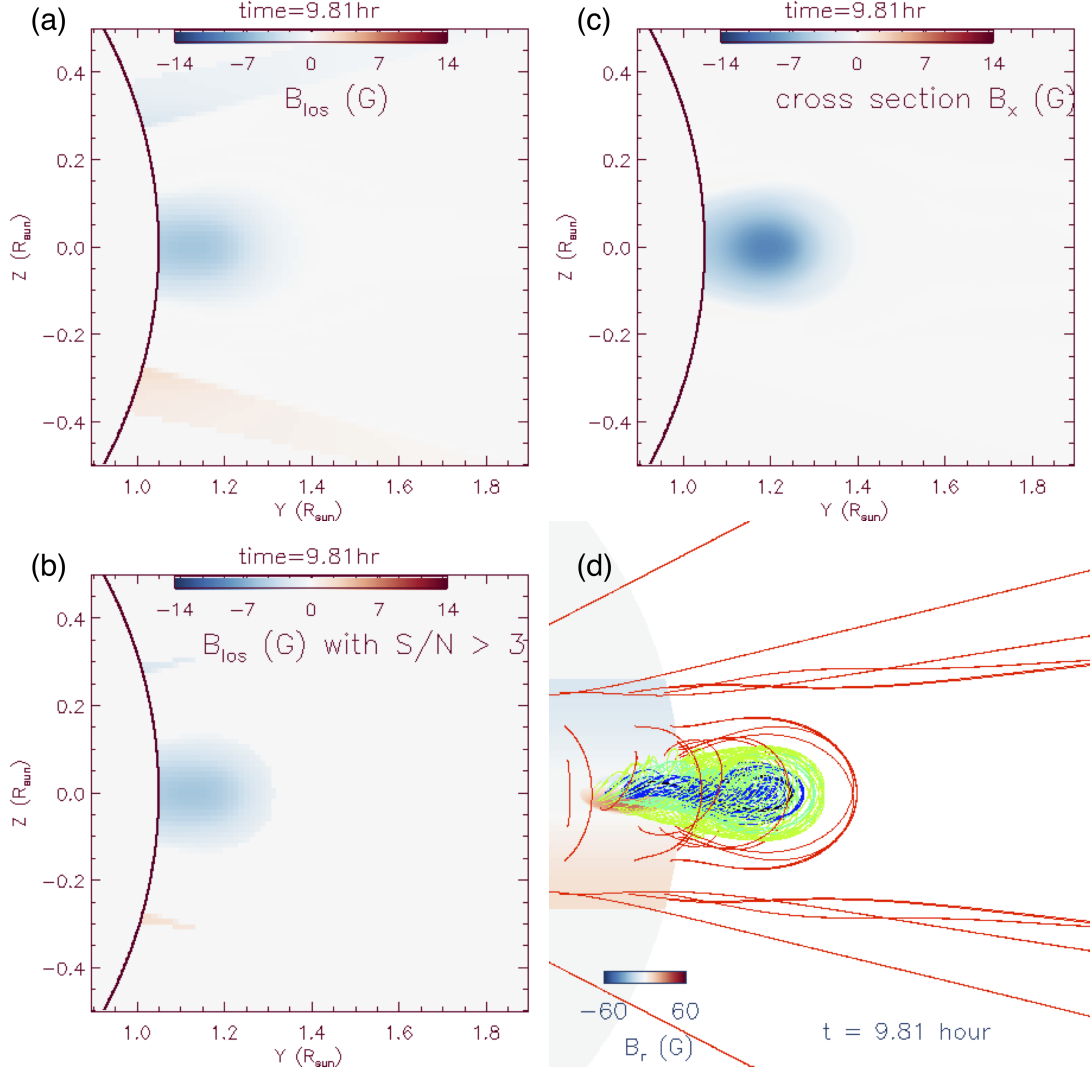 (a)
time=9.81hr
−14 −7 0 7 14
B_los (G)
0.4
0.2
0.0
−0.2
−0.4
Z (R_sun)
1.0 1.2 1.4 1.6 1.8
Y (R_sun)
(c)
time=9.81hr
−14 −7 0 7 14
cross section B_x (G)
0.4
0.2
0.0
−0.2
−0.4
Z (R_sun)
1.0 1.2 1.4 1.6 1.8
Y (R_sun)
(b)
time=9.81hr
−14 −7 0 7 14
B_los (G) with S/N > 3
0.4
0.2
0.0
−0.2
−0.4
Z (R_sun)
1.0 1.2 1.4 1.6 1.8
Y (R_sun)
(d)
−60 60
B_r (G)
t = 9.81 hour